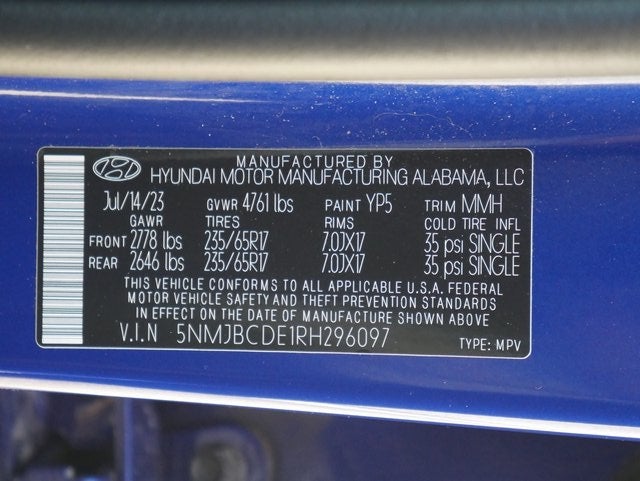 MANUFACTURED BY
HYUNDAI MOTOR MANUFACTURING ALABAMA, LLC
Jul/14/23 GVWR 4761 lbs PAINT YP5 TRIM MMH
GAWR TIRES RIMS COLD TIRE INFL
FRONT 2778 lbs 235/65R17 7.0JX17 35 psi SINGLE
REAR 2646 lbs 235/65R17 7.0JX17 35 psi SINGLE
THIS VEHICLE CONFORMS TO ALL APPLICABLE U.S.A. FEDERAL
MOTOR VEHICLE SAFETY AND THEFT PREVENTION STANDARDS
IN EFFECT ON THE DATE OF MANUFACTURE SHOWN ABOVE.
V.I.N 5NMJBCDE1RH296097 TYPE: MPV